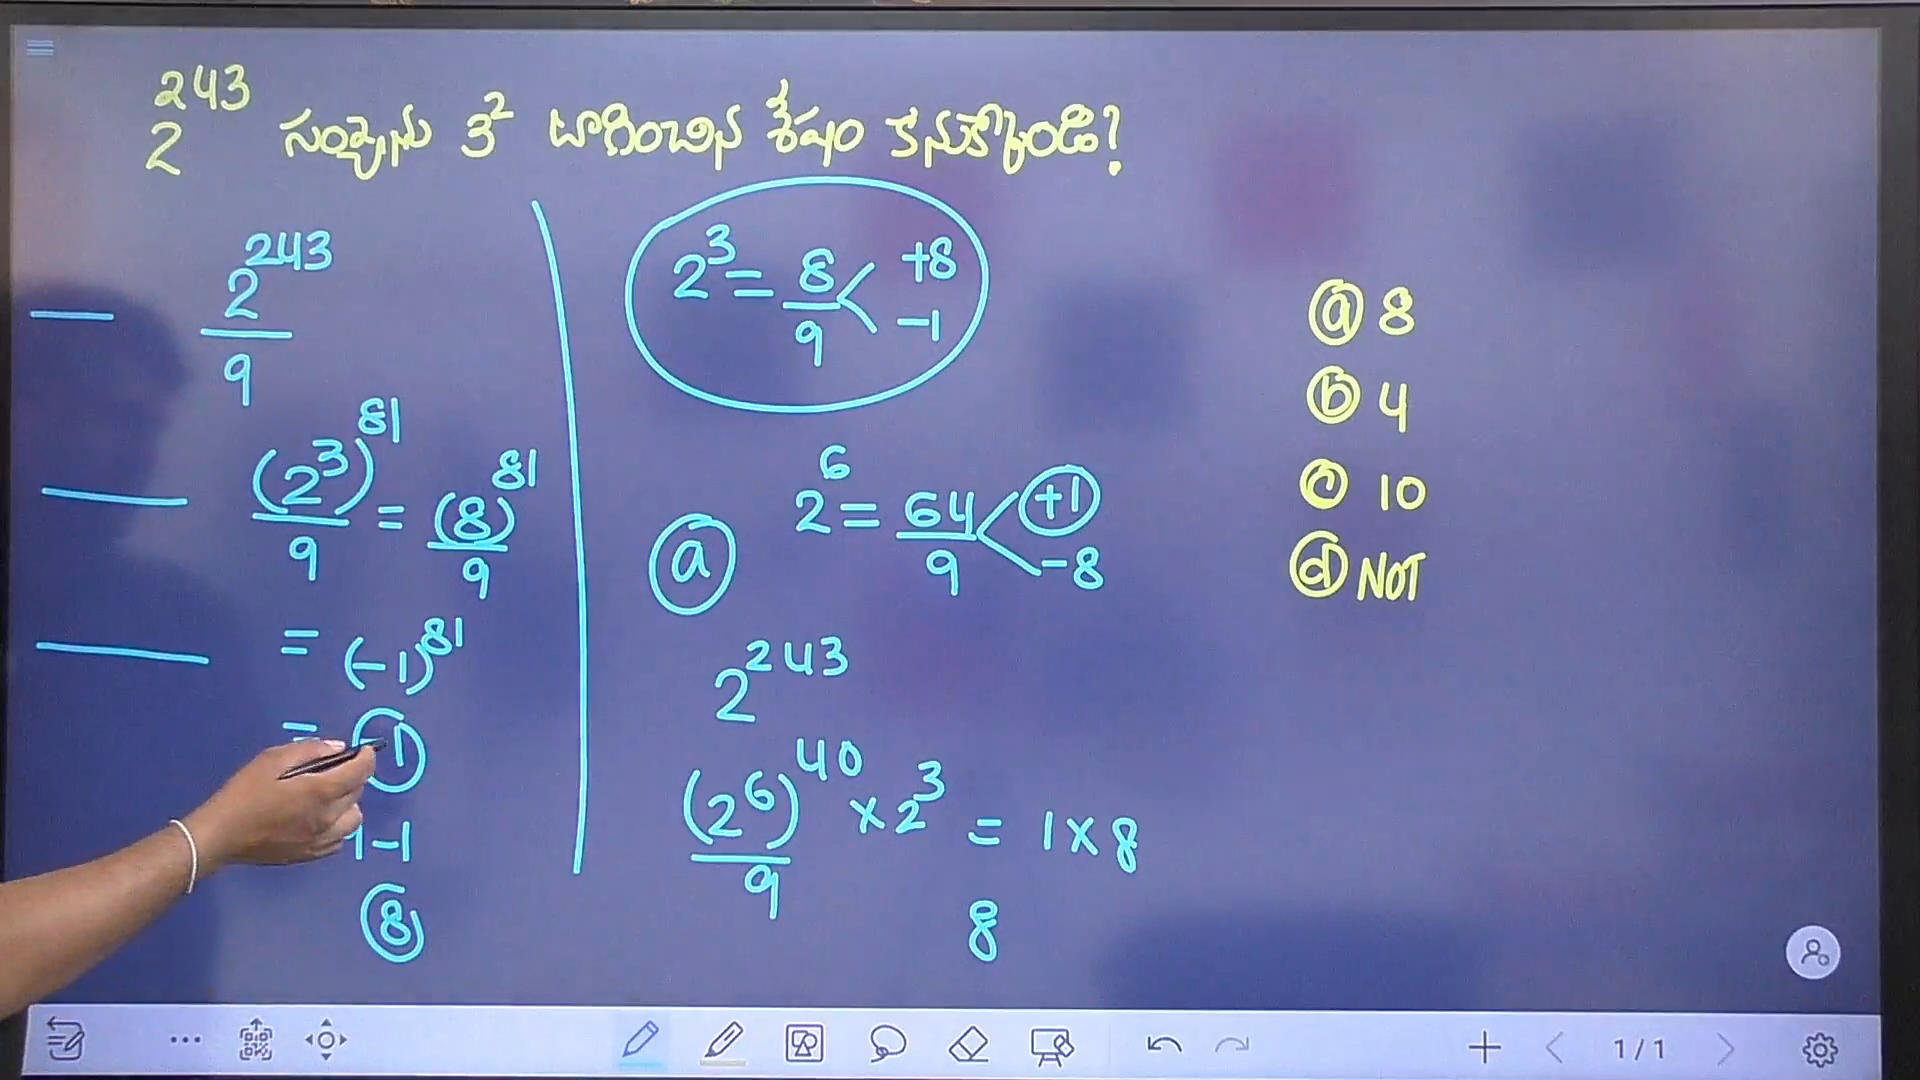 2^243 సంఖ్యను 3^2 బాగించిన శేషం కనుక్కోండి?
2^243 / 9
(2^3)^81 / 9 = (8)^81 / 9
= (-1)^81
= -1
9-1
8
2^3 = 8/9 < +8 -1
2^6 = 64/9 < +1 -8
a
2^243
(2^6)^40 / 9 × 2^3 = 1 × 8
8
a 8
b 4
c 10
d NOT
1/1